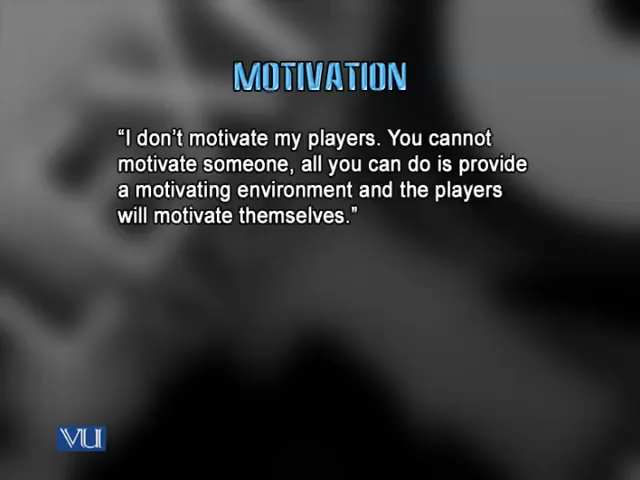 MOTIVATION
“I don’t motivate my players. You cannot
motivate someone, all you can do is provide
a motivating environment and the players
will motivate themselves.”
VU